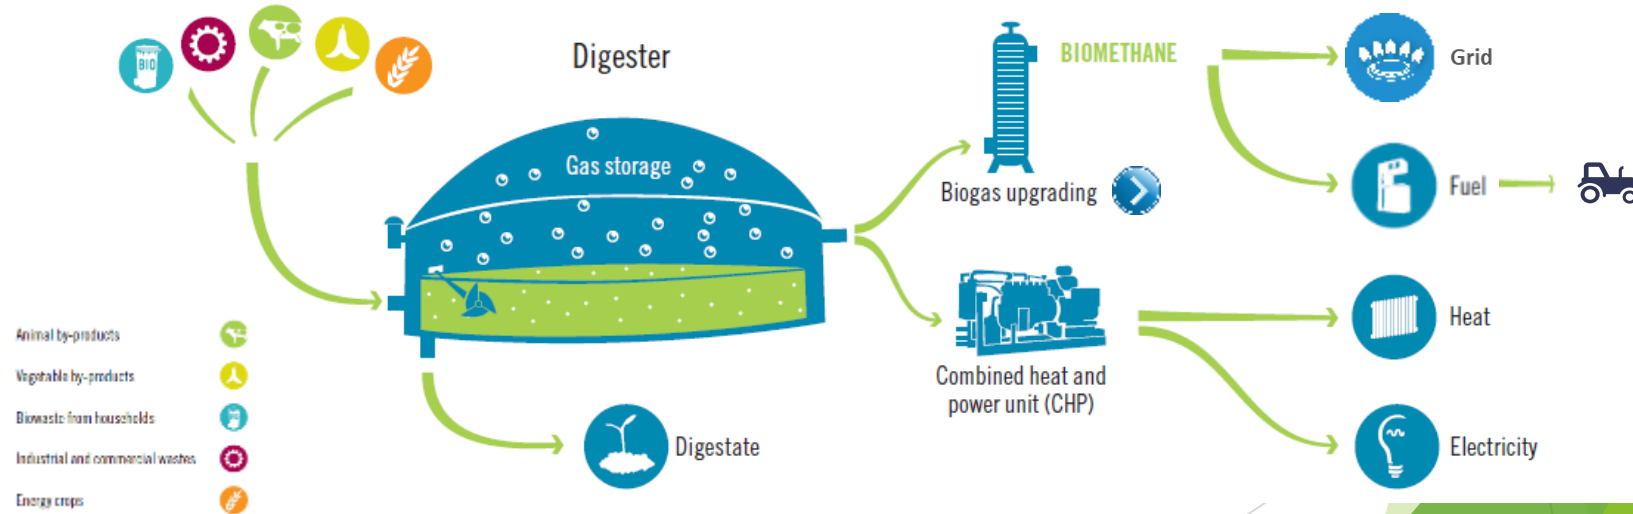 BIO
Digester
BIOMETHANE
Grid
Gas storage
Biogas upgrading
Fuel
Heat
Animal by-products
Vegetable by-products
Combined heat and
power unit (CHP)
Biowaste from households
Digestate
Electricity
Industrial and commercial wastes
Energy crops